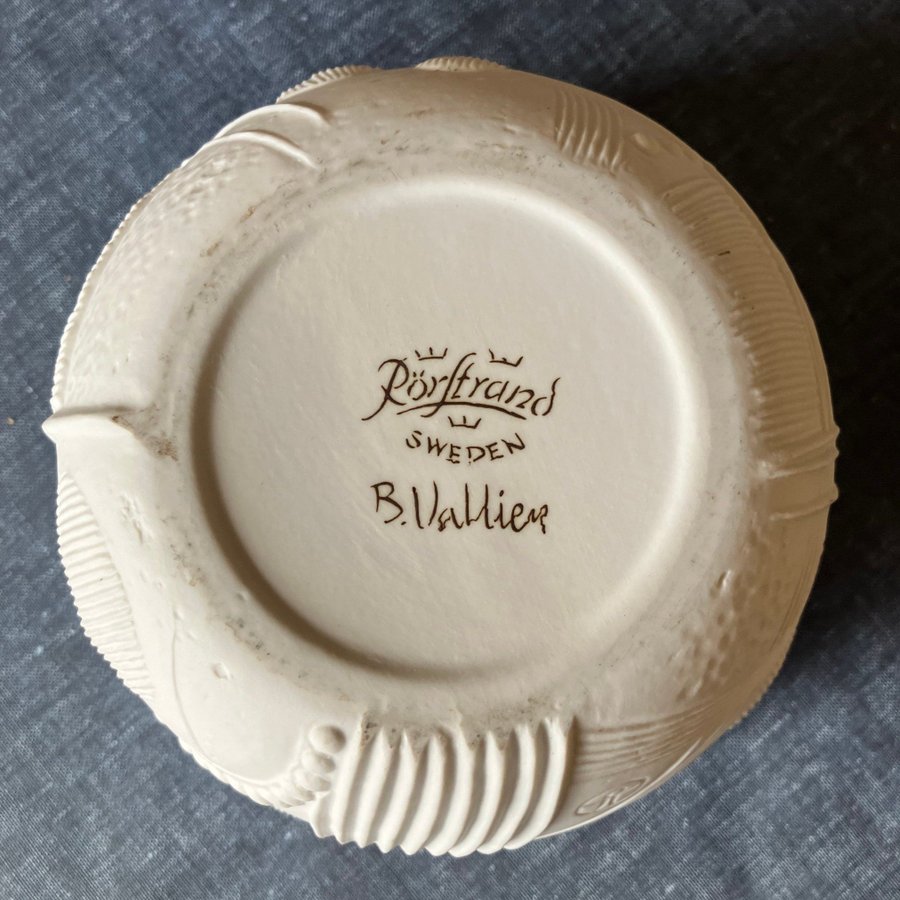 Rörstrand
SWEDEN
B. Vallien